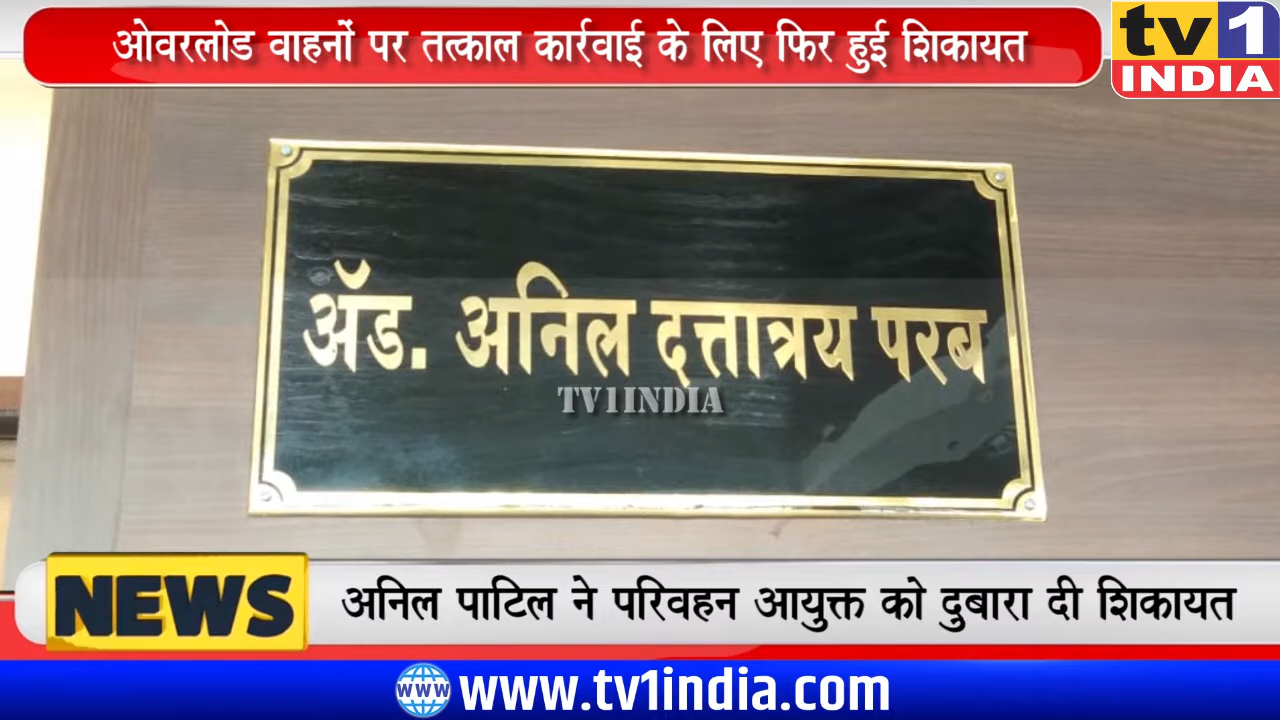 ओवरलोड वाहनों पर तत्काल कार्रवाई के लिए फिर हुई शिकायत
tv1
INDIA
ॲड. अनिल दत्तात्रय परब
TV1INDIA
NEWS
अनिल पाटिल ने परिवहन आयुक्त को दुबारा दी शिकायत
www
www.tv1india.com